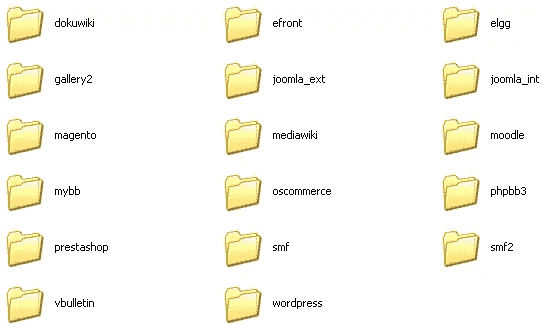 dokuwiki efront elgg
gallery2 joomla_ext joomla_int
magento mediawiki moodle
mybb oscommerce phpbb3
prestashop smf smf2
vbulletin wordpress